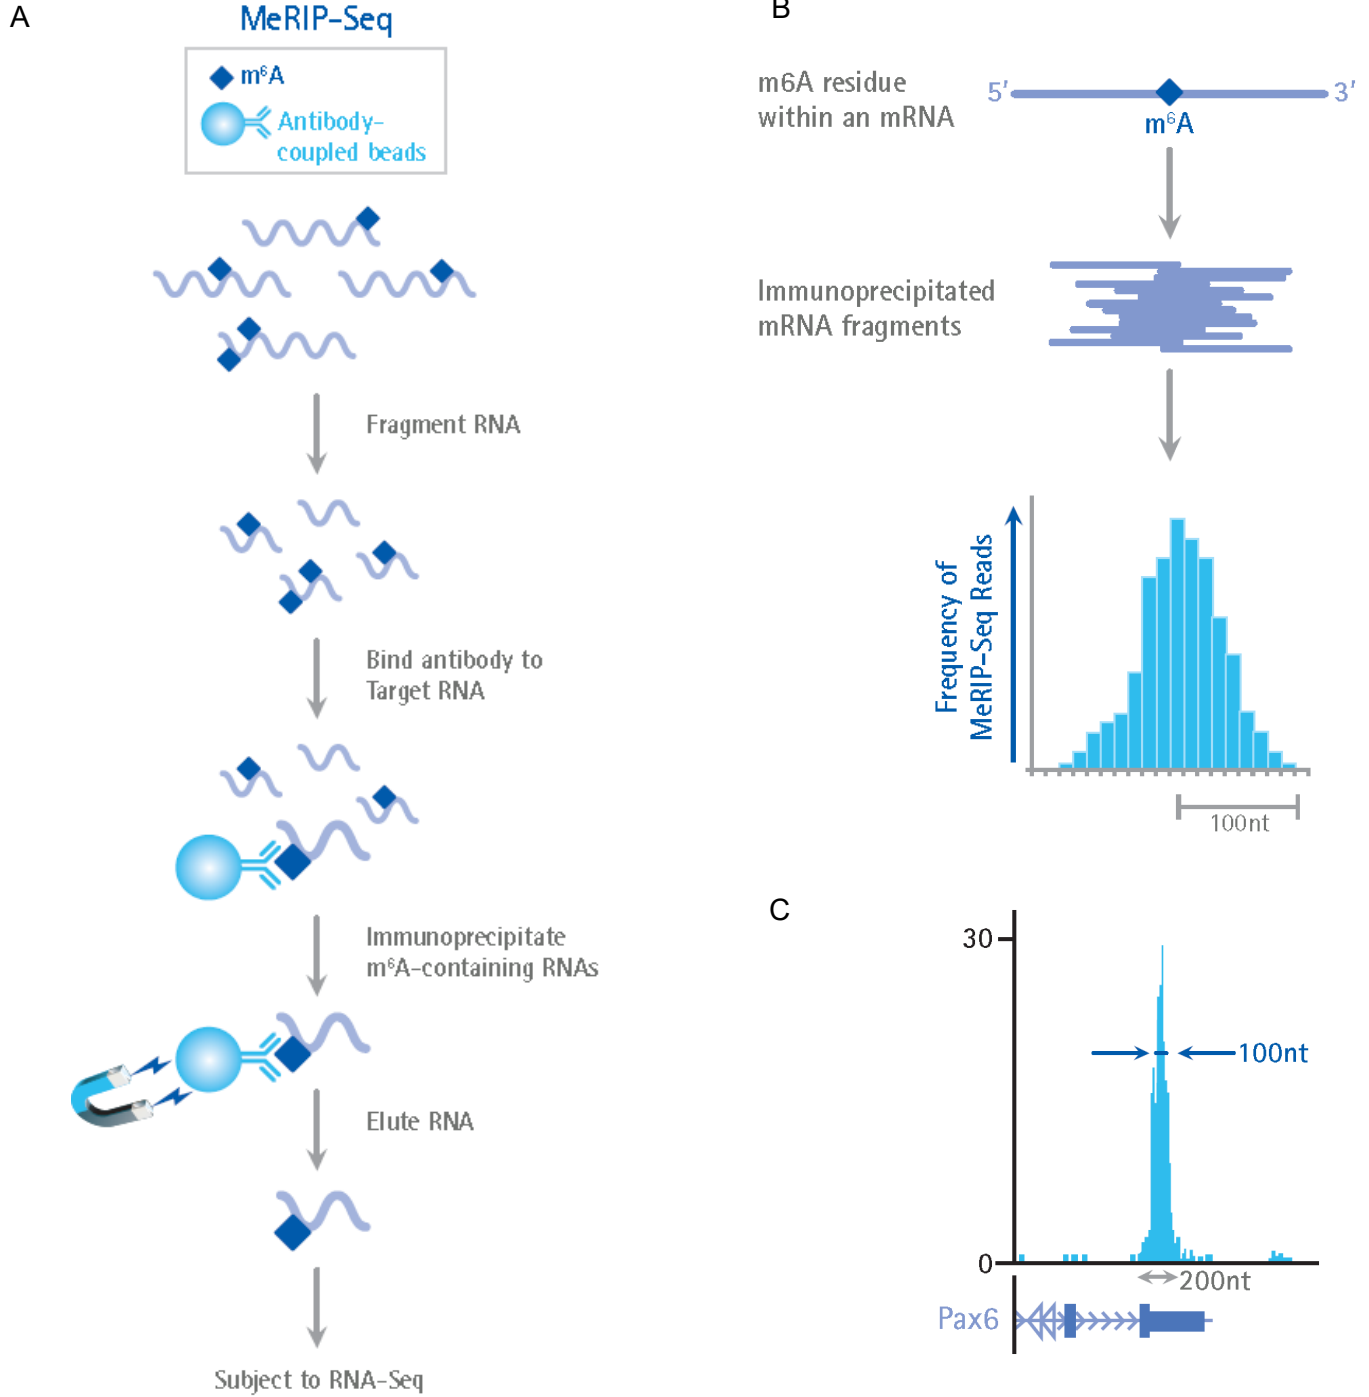 A
MeRIP-Seq
m⁶A
Antibody-
coupled beads
Fragment RNA
Bind antibody to
Target RNA
Immunoprecipitate
m⁶A-containing RNAs
Elute RNA
Subject to RNA-Seq
B
m6A residue
within an mRNA
5’
3’
m⁶A
Immunoprecipitated
mRNA fragments
Frequency of
MeRIP-Seq Reads
100nt
C
30
100nt
0
200nt
Pax6